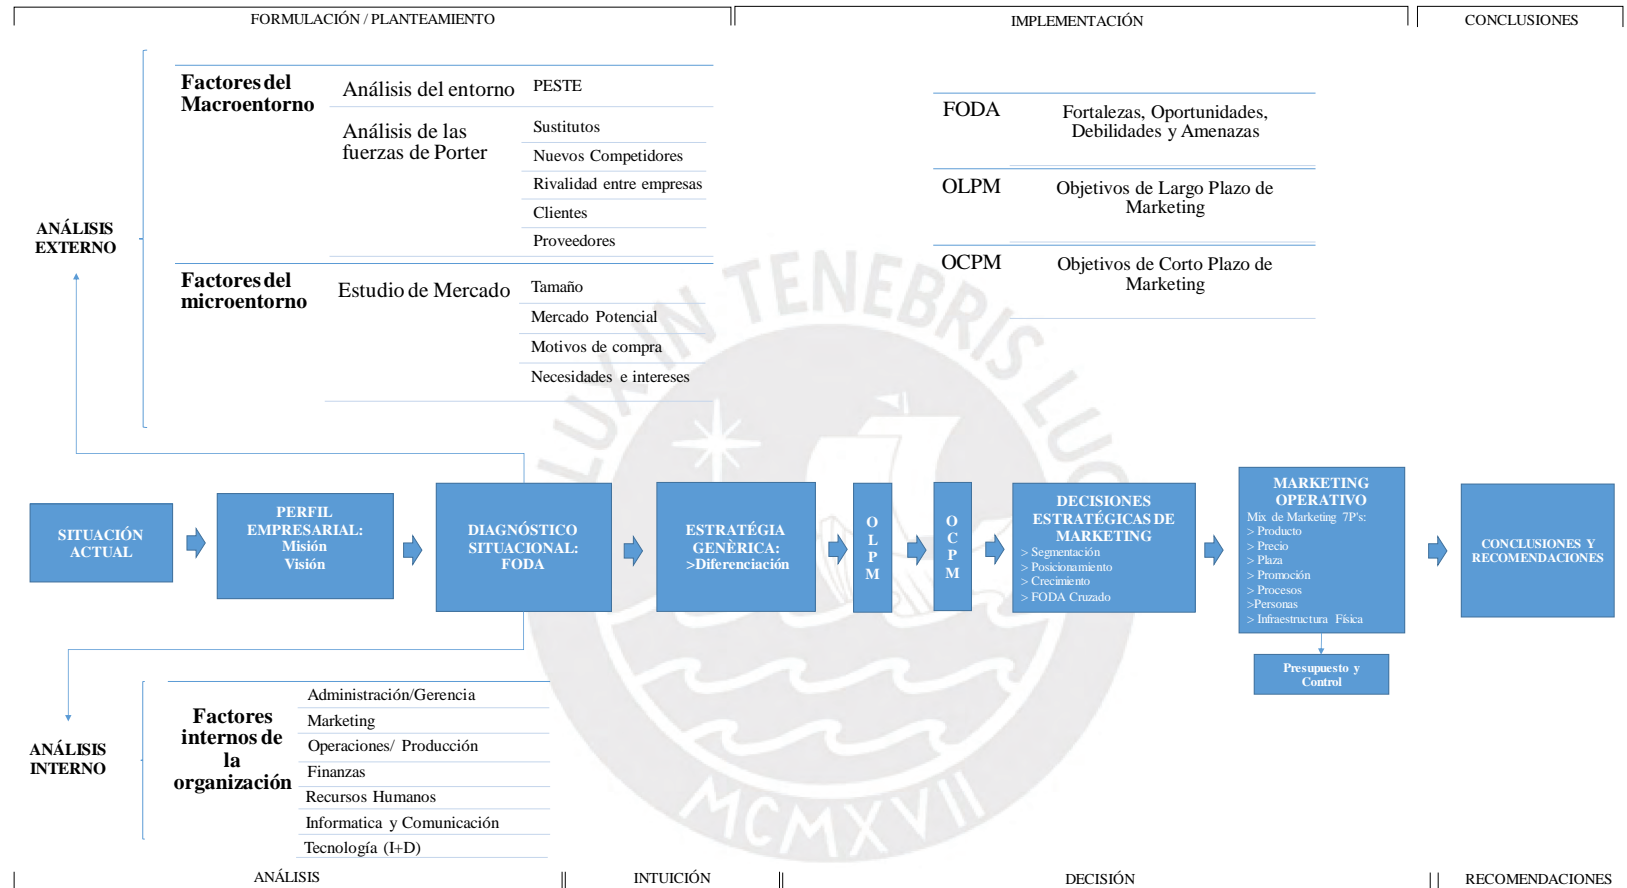 FORMULACIÓN / PLANTEAMIENTO
IMPLEMENTACIÓN
CONCLUSIONES
Factores del
Macroentorno
Análisis del entorno
PESTE
Análisis de las
fuerzas de Porter
Sustitutos
Nuevos Competidores
Rivalidad entre empresas
Clientes
Proveedores
ANÁLISIS
EXTERNO
Factores del
microentorno
Estudio de Mercado
Tamaño
Mercado Potencial
Motivos de compra
Necesidades e intereses
FODA
Fortalezas, Oportunidades,
Debilidades y Amenazas
OLPM
Objetivos de Largo Plazo de
Marketing
OCPM
Objetivos de Corto Plazo de
Marketing
LUX IN TENEBRIS LUCET
SITUACIÓN
ACTUAL
PERFIL
EMPRESARIAL:
Misión
Visión
DIAGNÓSTICO
SITUACIONAL:
FODA
ESTRATÉGIA
GENÈRICA:
>Diferenciación
O
L
P
M
O
C
P
M
DECISIONES
ESTRATÉGICAS DE
MARKETING
> Segmentación
> Posicionamiento
> Crecimiento
> FODA Cruzado
MARKETING
OPERATIVO
Mix de Marketing 7P's:
> Producto
> Precio
> Plaza
> Promoción
> Procesos
>Personas
> Infraestructura Física
CONCLUSIONES Y
RECOMENDACIONES
Presupuesto y
Control
ANÁLISIS
INTERNO
Factores
internos de
la
organización
Administración/Gerencia
Marketing
Operaciones/ Producción
Finanzas
Recursos Humanos
Informatica y Comunicación
Tecnología (I+D)
MCMXVII
ANÁLISIS
INTUICIÓN
DECISIÓN
RECOMENDACIONES